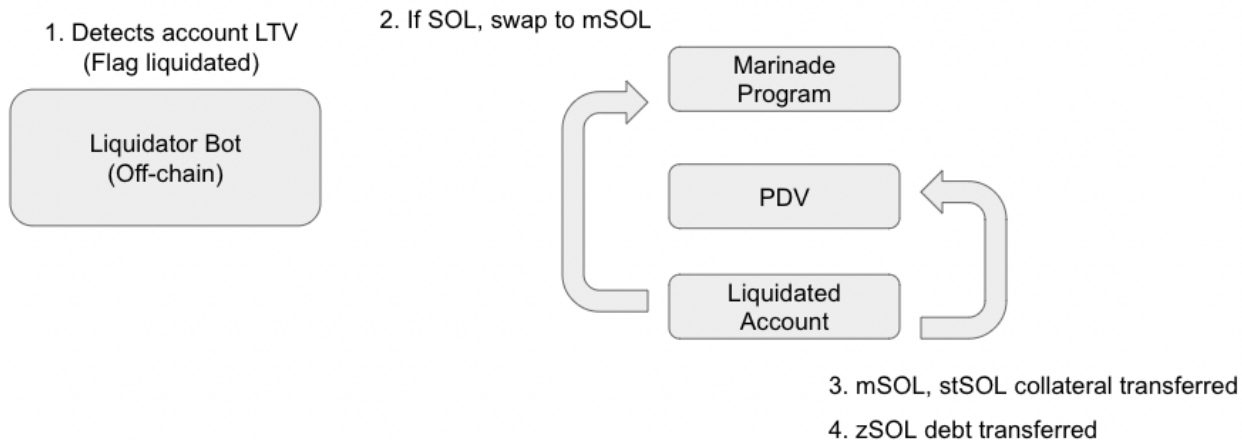 1. Detects account LTV
(Flag liquidated)
Liquidator Bot
(Off-chain)
2. If SOL, swap to mSOL
Marinade
Program
PDV
Liquidated
Account
3. mSOL, stSOL collateral transferred
4. zSOL debt transferred